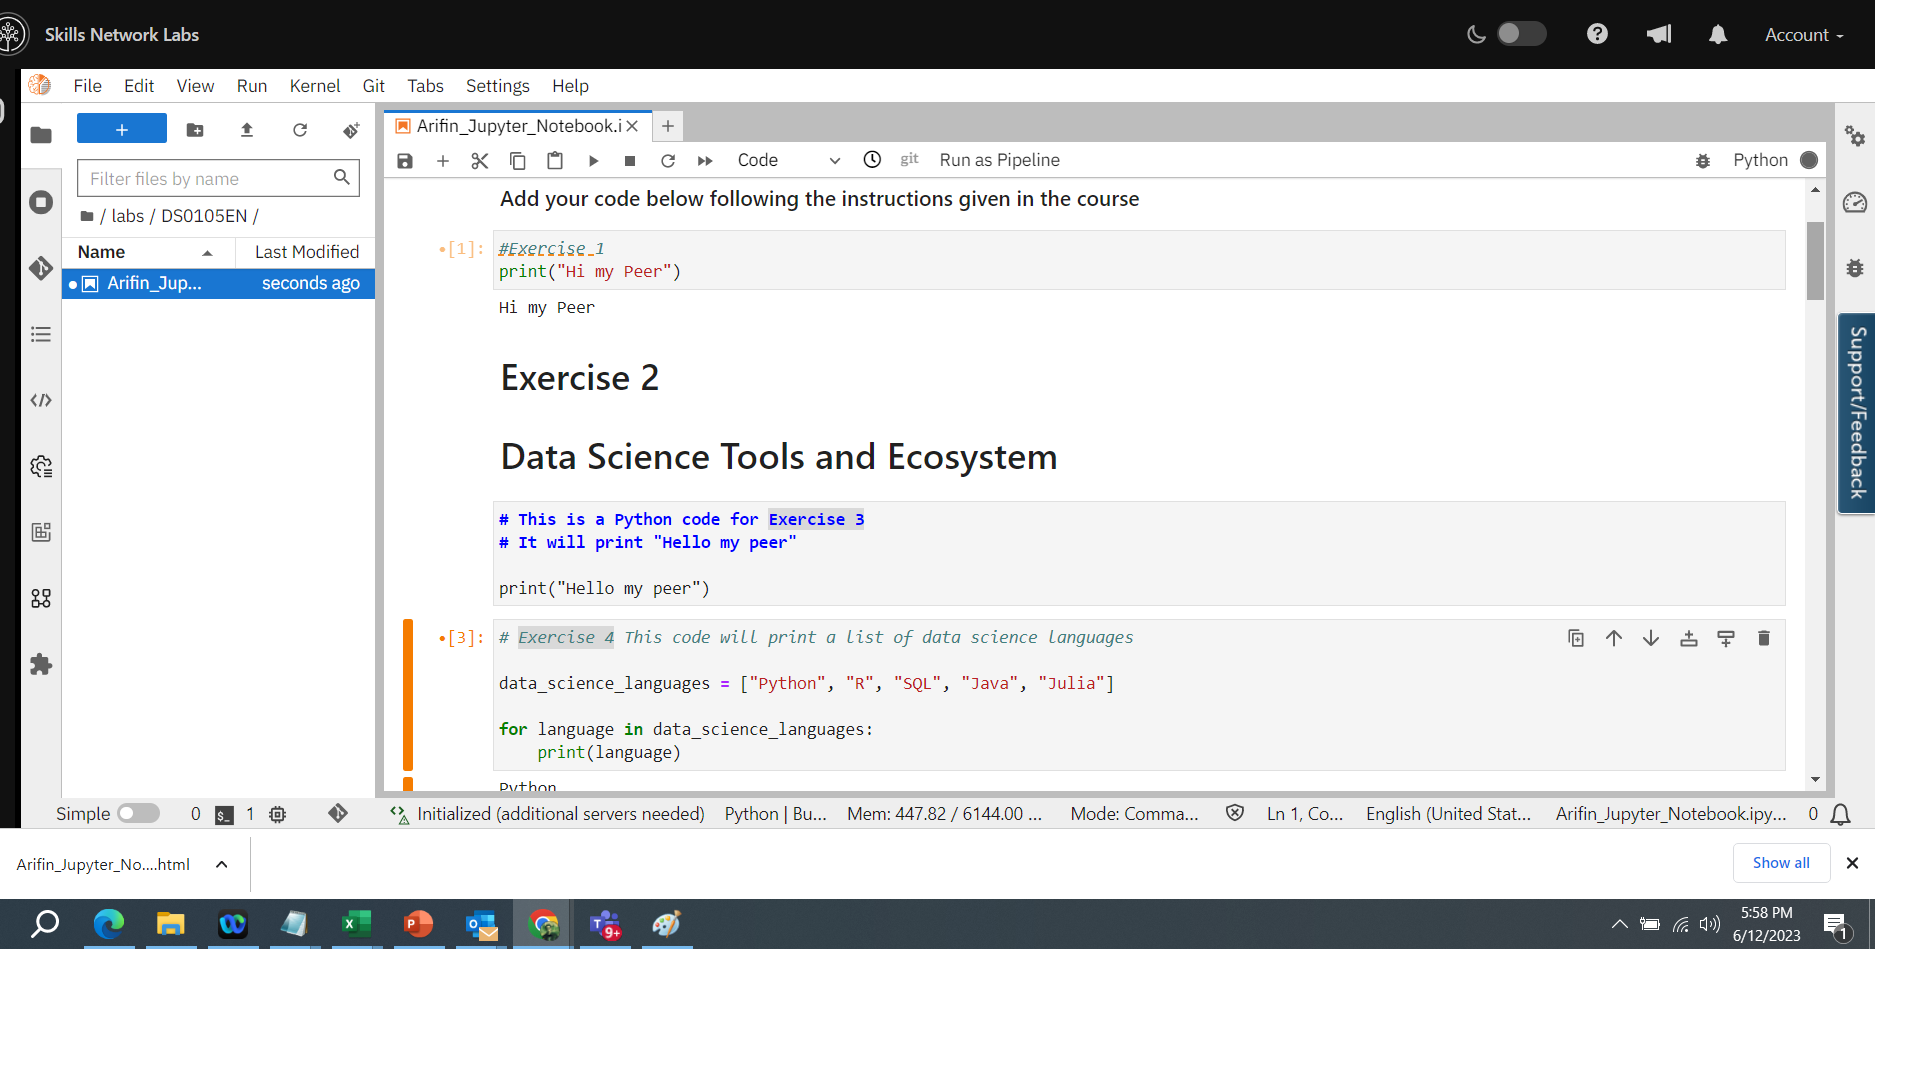 Skills Network Labs
Account
File Edit View Run Kernel Git Tabs Settings Help
+
Arifin_Jupyter_Notebook.i
Code
git
Run as Pipeline
Python
Filter files by name
/ labs / DS0105EN /
Name
Last Modified
Arifin_Jup...
seconds ago
Add your code below following the instructions given in the course
[1]:
#Exercise 1
print("Hi my Peer")
Hi my Peer
Exercise 2
Data Science Tools and Ecosystem
# This is a Python code for Exercise 3
# It will print "Hello my peer"
print("Hello my peer")
[3]:
# Exercise 4 This code will print a list of data science languages
data_science_languages = ["Python", "R", "SQL", "Java", "Julia"]
for language in data_science_languages:
print(language)
Python
Support/Feedback
Simple
0
$_
1
Initialized (additional servers needed)
Python | Bu...
Mem: 447.82 / 6144.00 ...
Mode: Comma...
Ln 1, Co...
English (United Stat...
Arifin_Jupyter_Notebook.ipy...
0
Arifin_Jupyter_No....html
Show all
9+
5:58 PM
6/12/2023
1